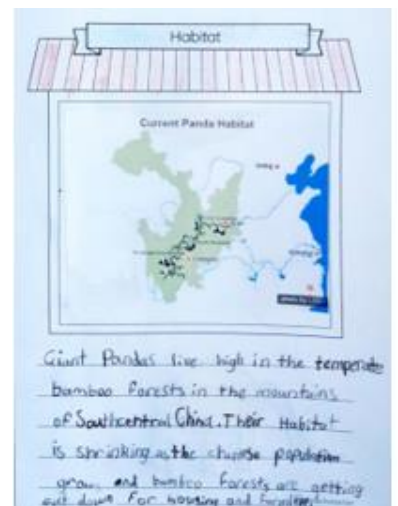 Habitat
Current Panda Habitat
Giant Pandas live high in the temperate
bamboo forests in the mountains
of Southcentral China. Their Habitat
is shrinking as the chinese population
grows and bamboo forests are getting
cut down for housing and